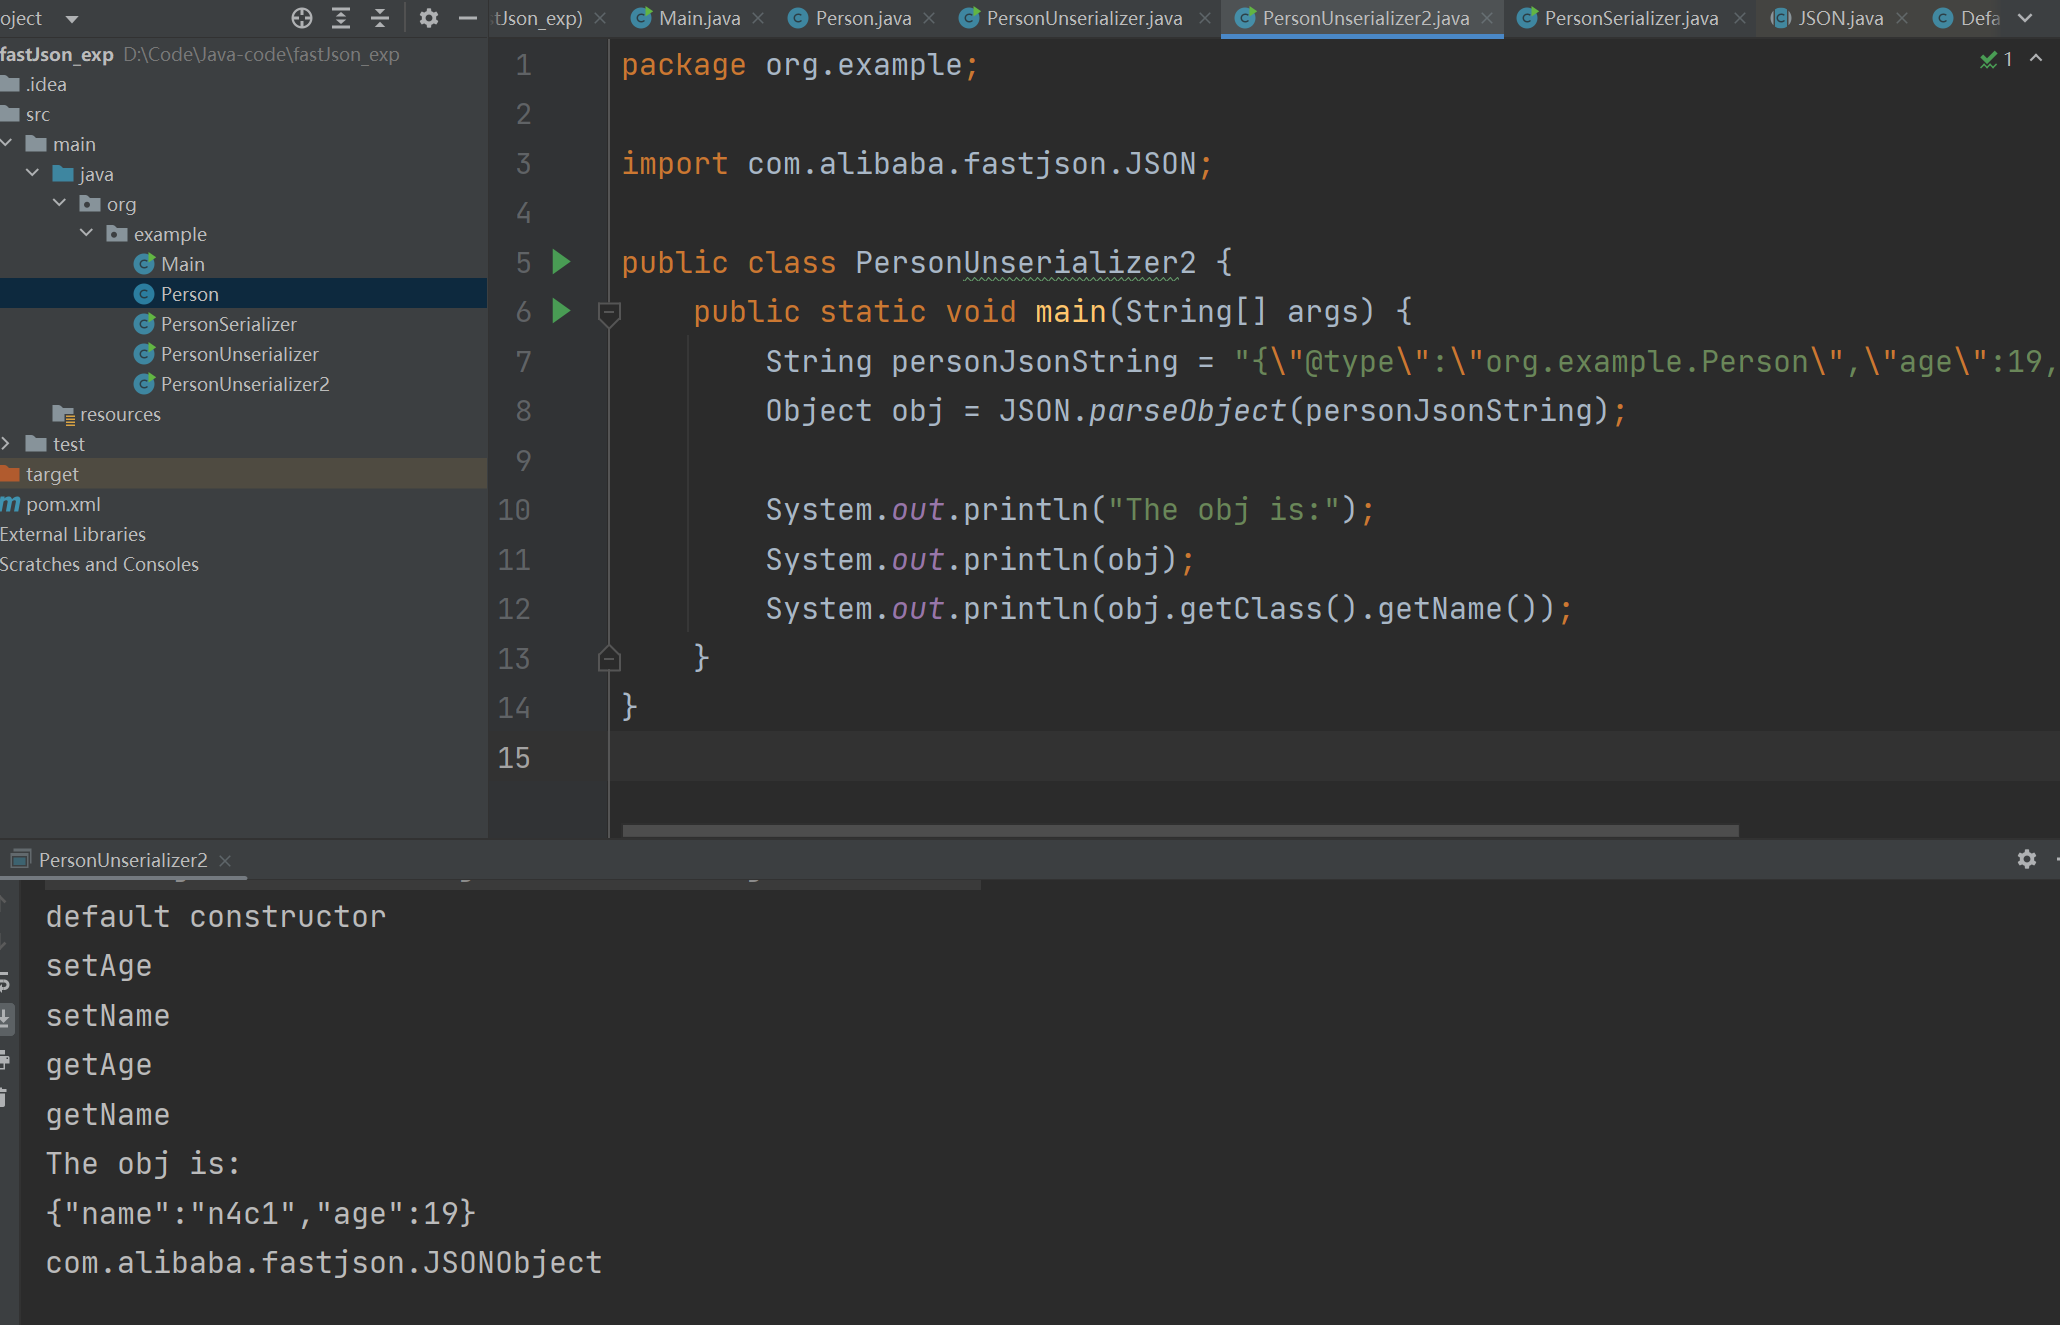 oject
fastJson_exp D:\Code\Java-code\fastJson_exp
.idea
src
main
java
org
example
Main
Person
PersonSerializer
PersonUnserializer
PersonUnserializer2
resources
test
target
pom.xml
External Libraries
Scratches and Consoles
tJson_exp) Main.java Person.java PersonUnserializer.java PersonUnserializer2.java PersonSerializer.java JSON.java Defa
1
1 package org.example;
2
3 import com.alibaba.fastjson.JSON;
4
5 public class PersonUnserializer2 {
6 public static void main(String[] args) {
7 String personJsonString = "{\"@type\":\"org.example.Person\",\"age\":19,
8 Object obj = JSON.parseObject(personJsonString);
9
10 System.out.println("The obj is:");
11 System.out.println(obj);
12 System.out.println(obj.getClass().getName());
13 }
14 }
15
PersonUnserializer2
default constructor
setAge
setName
getAge
getName
The obj is:
{"name":"n4c1","age":19}
com.alibaba.fastjson.JSONObject